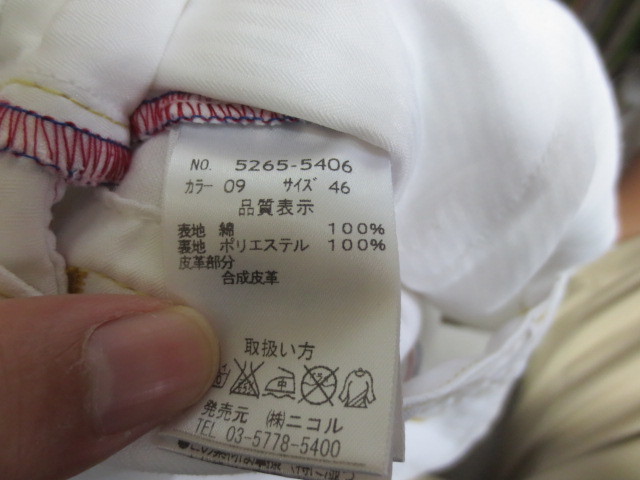 NO. 5265-5406
カラー 09 サイズ 46
品質表示
表地 綿 100%
裏地 ポリエステル 100%
皮革部分
合成皮革
取扱い方
発売元 (株)ニコル
TEL 03-5778-5400